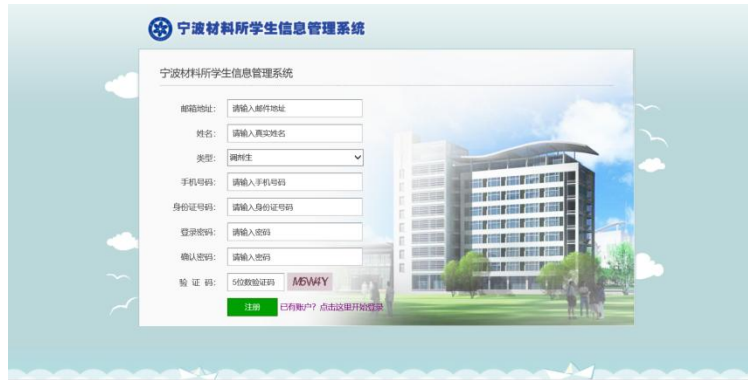 宁波材料所学生信息管理系统
宁波材料所学生信息管理系统
邮箱地址: 请输入邮件地址
姓名: 请输入真实姓名
类型: 调剂生
手机号码: 请输入手机号码
身份证号码: 请输入身份证号码
登录密码: 请输入密码
确认密码: 请输入密码
验 证 码: 5位数验证码 M5W4Y
注册 已有账户?点击这里开始登录